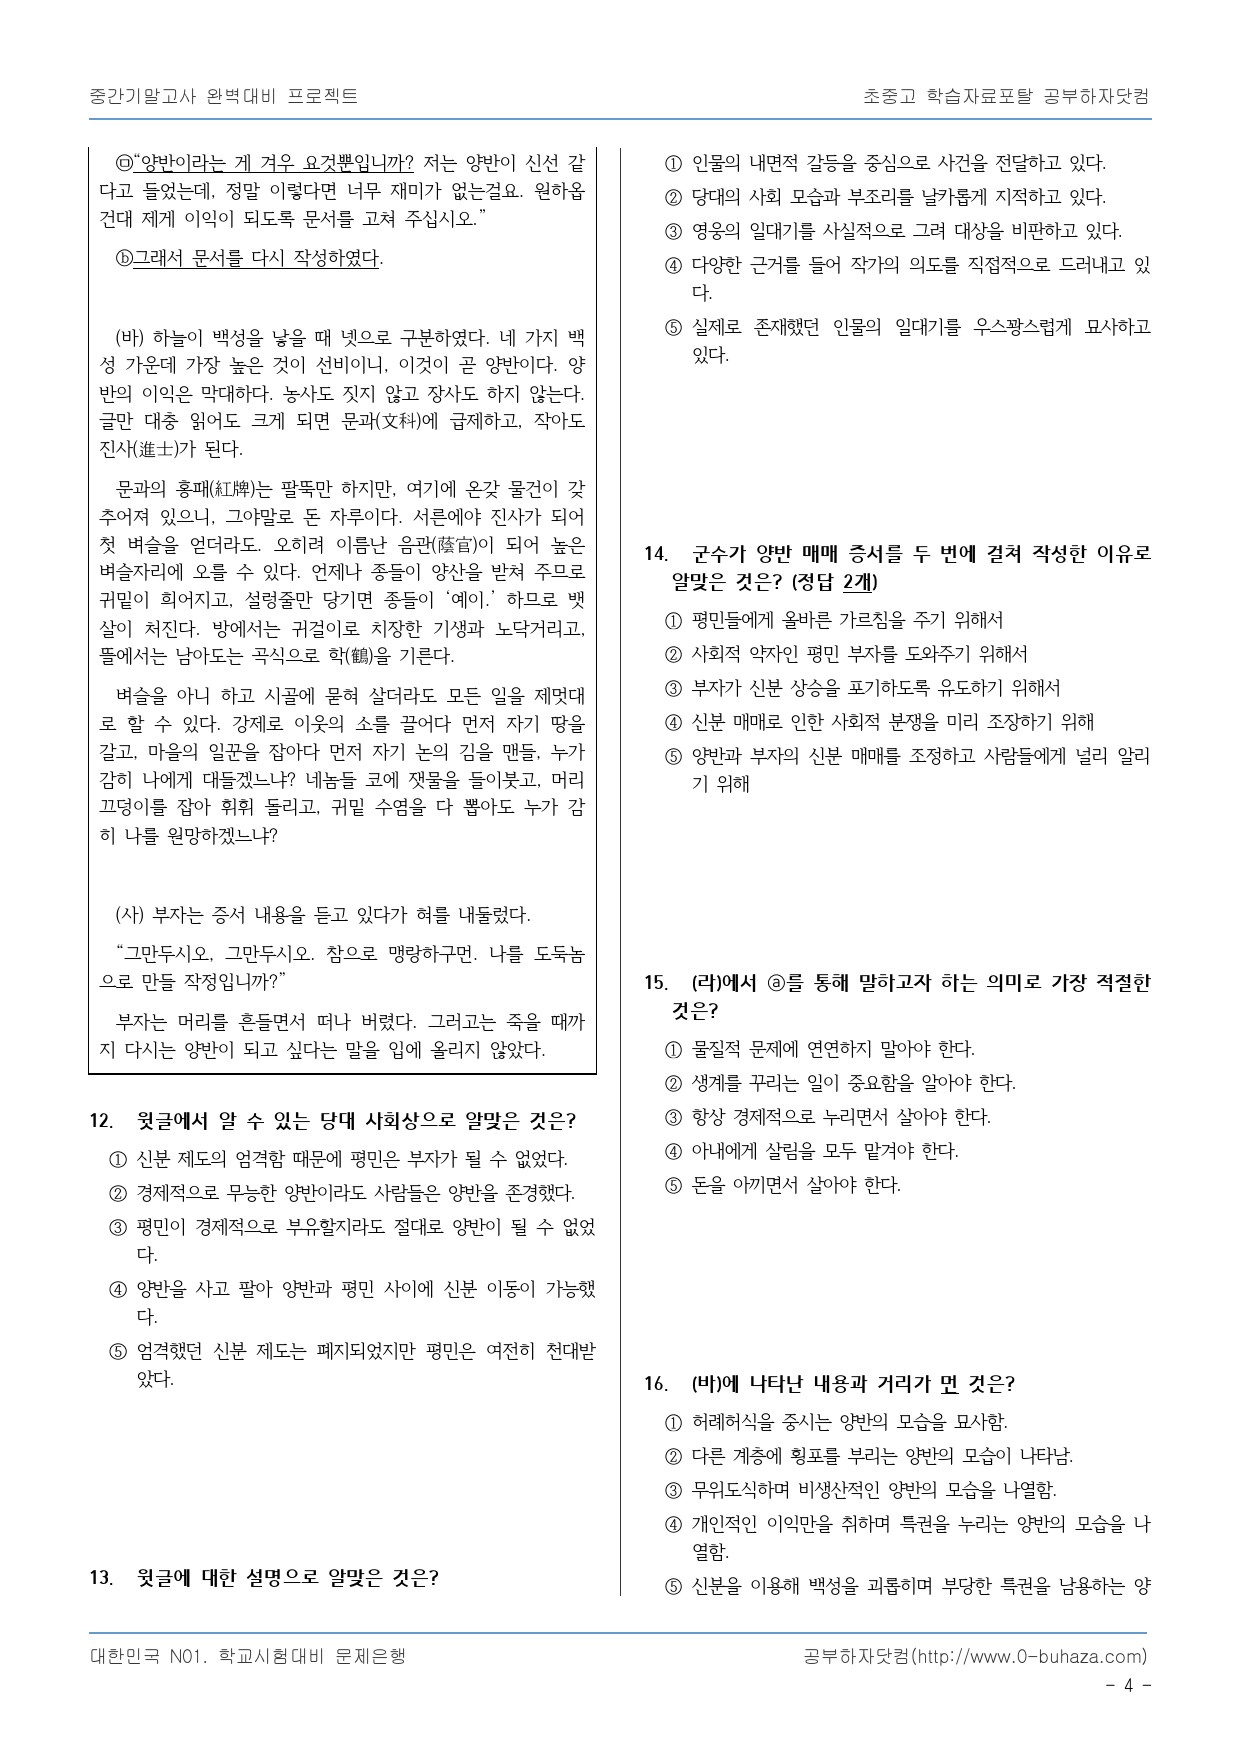 중간기말고사 완벽대비 프로젝트
초중고 학습자료포탈 공부하자닷컴
㉤“양반이라는 게 겨우 요것뿐입니까? 저는 양반이 신선 같
다고 들었는데, 정말 이렇다면 너무 재미가 없는걸요. 원하옵
건대 제게 이익이 되도록 문서를 고쳐 주십시오.”
ⓑ그래서 문서를 다시 작성하였다.
(바) 하늘이 백성을 낳을 때 넷으로 구분하였다. 네 가지 백
성 가운데 가장 높은 것이 선비이니, 이것이 곧 양반이다. 양
반의 이익은 막대하다. 농사도 짓지 않고 장사도 하지 않는다.
글만 대충 읽어도 크게 되면 문과(文科)에 급제하고, 작아도
진사(進士)가 된다.
문과의 홍패(紅牌)는 팔뚝만 하지만, 여기에 온갖 물건이 갖
추어져 있으니, 그야말로 돈 자루이다. 서른에야 진사가 되어
첫 벼슬을 얻더라도. 오히려 이름난 음관(蔭官)이 되어 높은
벼슬자리에 오를 수 있다. 언제나 종들이 양산을 받쳐 주므로
귀밑이 희어지고, 설렁줄만 당기면 종들이 ‘예이.’ 하므로 뱃
살이 처진다. 방에서는 귀걸이로 치장한 기생과 노닥거리고,
뜰에서는 남아도는 곡식으로 학(鶴)을 기른다.
벼슬을 아니 하고 시골에 묻혀 살더라도 모든 일을 제멋대
로 할 수 있다. 강제로 이웃의 소를 끌어다 먼저 자기 땅을
갈고, 마을의 일꾼을 잡아다 먼저 자기 논의 김을 맨들, 누가
감히 나에게 대들겠느냐? 네놈들 코에 잿물을 들이붓고, 머리
끄덩이를 잡아 휘휘 돌리고, 귀밑 수염을 다 뽑아도 누가 감
히 나를 원망하겠느냐?
(사) 부자는 증서 내용을 듣고 있다가 혀를 내둘렀다.
“그만두시오, 그만두시오. 참으로 맹랑하구먼. 나를 도둑놈
으로 만들 작정입니까?”
부자는 머리를 흔들면서 떠나 버렸다. 그러고는 죽을 때까
지 다시는 양반이 되고 싶다는 말을 입에 올리지 않았다.
12. 윗글에서 알 수 있는 당대 사회상으로 알맞은 것은?
① 신분 제도의 엄격함 때문에 평민은 부자가 될 수 없었다.
② 경제적으로 무능한 양반이라도 사람들은 양반을 존경했다.
③ 평민이 경제적으로 부유할지라도 절대로 양반이 될 수 없었
다.
④ 양반을 사고 팔아 양반과 평민 사이에 신분 이동이 가능했
다.
⑤ 엄격했던 신분 제도는 폐지되었지만 평민은 여전히 천대받
았다.
13. 윗글에 대한 설명으로 알맞은 것은?
① 인물의 내면적 갈등을 중심으로 사건을 전달하고 있다.
② 당대의 사회 모습과 부조리를 날카롭게 지적하고 있다.
③ 영웅의 일대기를 사실적으로 그려 대상을 비판하고 있다.
④ 다양한 근거를 들어 작가의 의도를 직접적으로 드러내고 있
다.
⑤ 실제로 존재했던 인물의 일대기를 우스꽝스럽게 묘사하고
있다.
14. 군수가 양반 매매 증서를 두 번에 걸쳐 작성한 이유로
알맞은 것은? (정답 2개)
① 평민들에게 올바른 가르침을 주기 위해서
② 사회적 약자인 평민 부자를 도와주기 위해서
③ 부자가 신분 상승을 포기하도록 유도하기 위해서
④ 신분 매매로 인한 사회적 분쟁을 미리 조장하기 위해
⑤ 양반과 부자의 신분 매매를 조정하고 사람들에게 널리 알리
기 위해
15. (라)에서 ⓐ를 통해 말하고자 하는 의미로 가장 적절한
것은?
① 물질적 문제에 연연하지 말아야 한다.
② 생계를 꾸리는 일이 중요함을 알아야 한다.
③ 항상 경제적으로 누리면서 살아야 한다.
④ 아내에게 살림을 모두 맡겨야 한다.
⑤ 돈을 아끼면서 살아야 한다.
16. (바)에 나타난 내용과 거리가 먼 것은?
① 허례허식을 중시는 양반의 모습을 묘사함.
② 다른 계층에 횡포를 부리는 양반의 모습이 나타남.
③ 무위도식하며 비생산적인 양반의 모습을 나열함.
④ 개인적인 이익만을 취하며 특권을 누리는 양반의 모습을 나
열함.
⑤ 신분을 이용해 백성을 괴롭히며 부당한 특권을 남용하는 양
대한민국 NO1. 학교시험대비 문제은행
공부하자닷컴(http://www.0-buhaza.com)
- 4 -